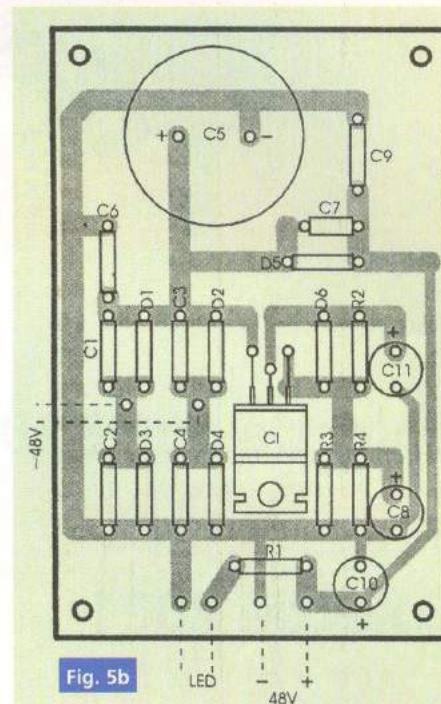 + C5 -
C9
C6
C7
D5
C1
D1
C3
D2
D6
R2
+
C11
~48V
C2
D3
C4
D4
CI
R3
R4
+
C8
R1
C10
+
LED
- +
48V
Fig. 5b